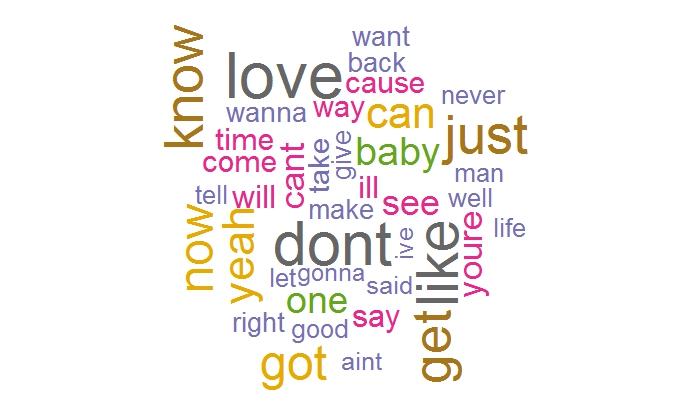 want
know
love
back
cause
never
wanna
way
can
just
time
come
cant
take
give
baby
man
tell
will
ill
see
well
make
now
yeah
dont
ive
like
youre
life
let
gonna
said
one
right
good
say
get
got
aint